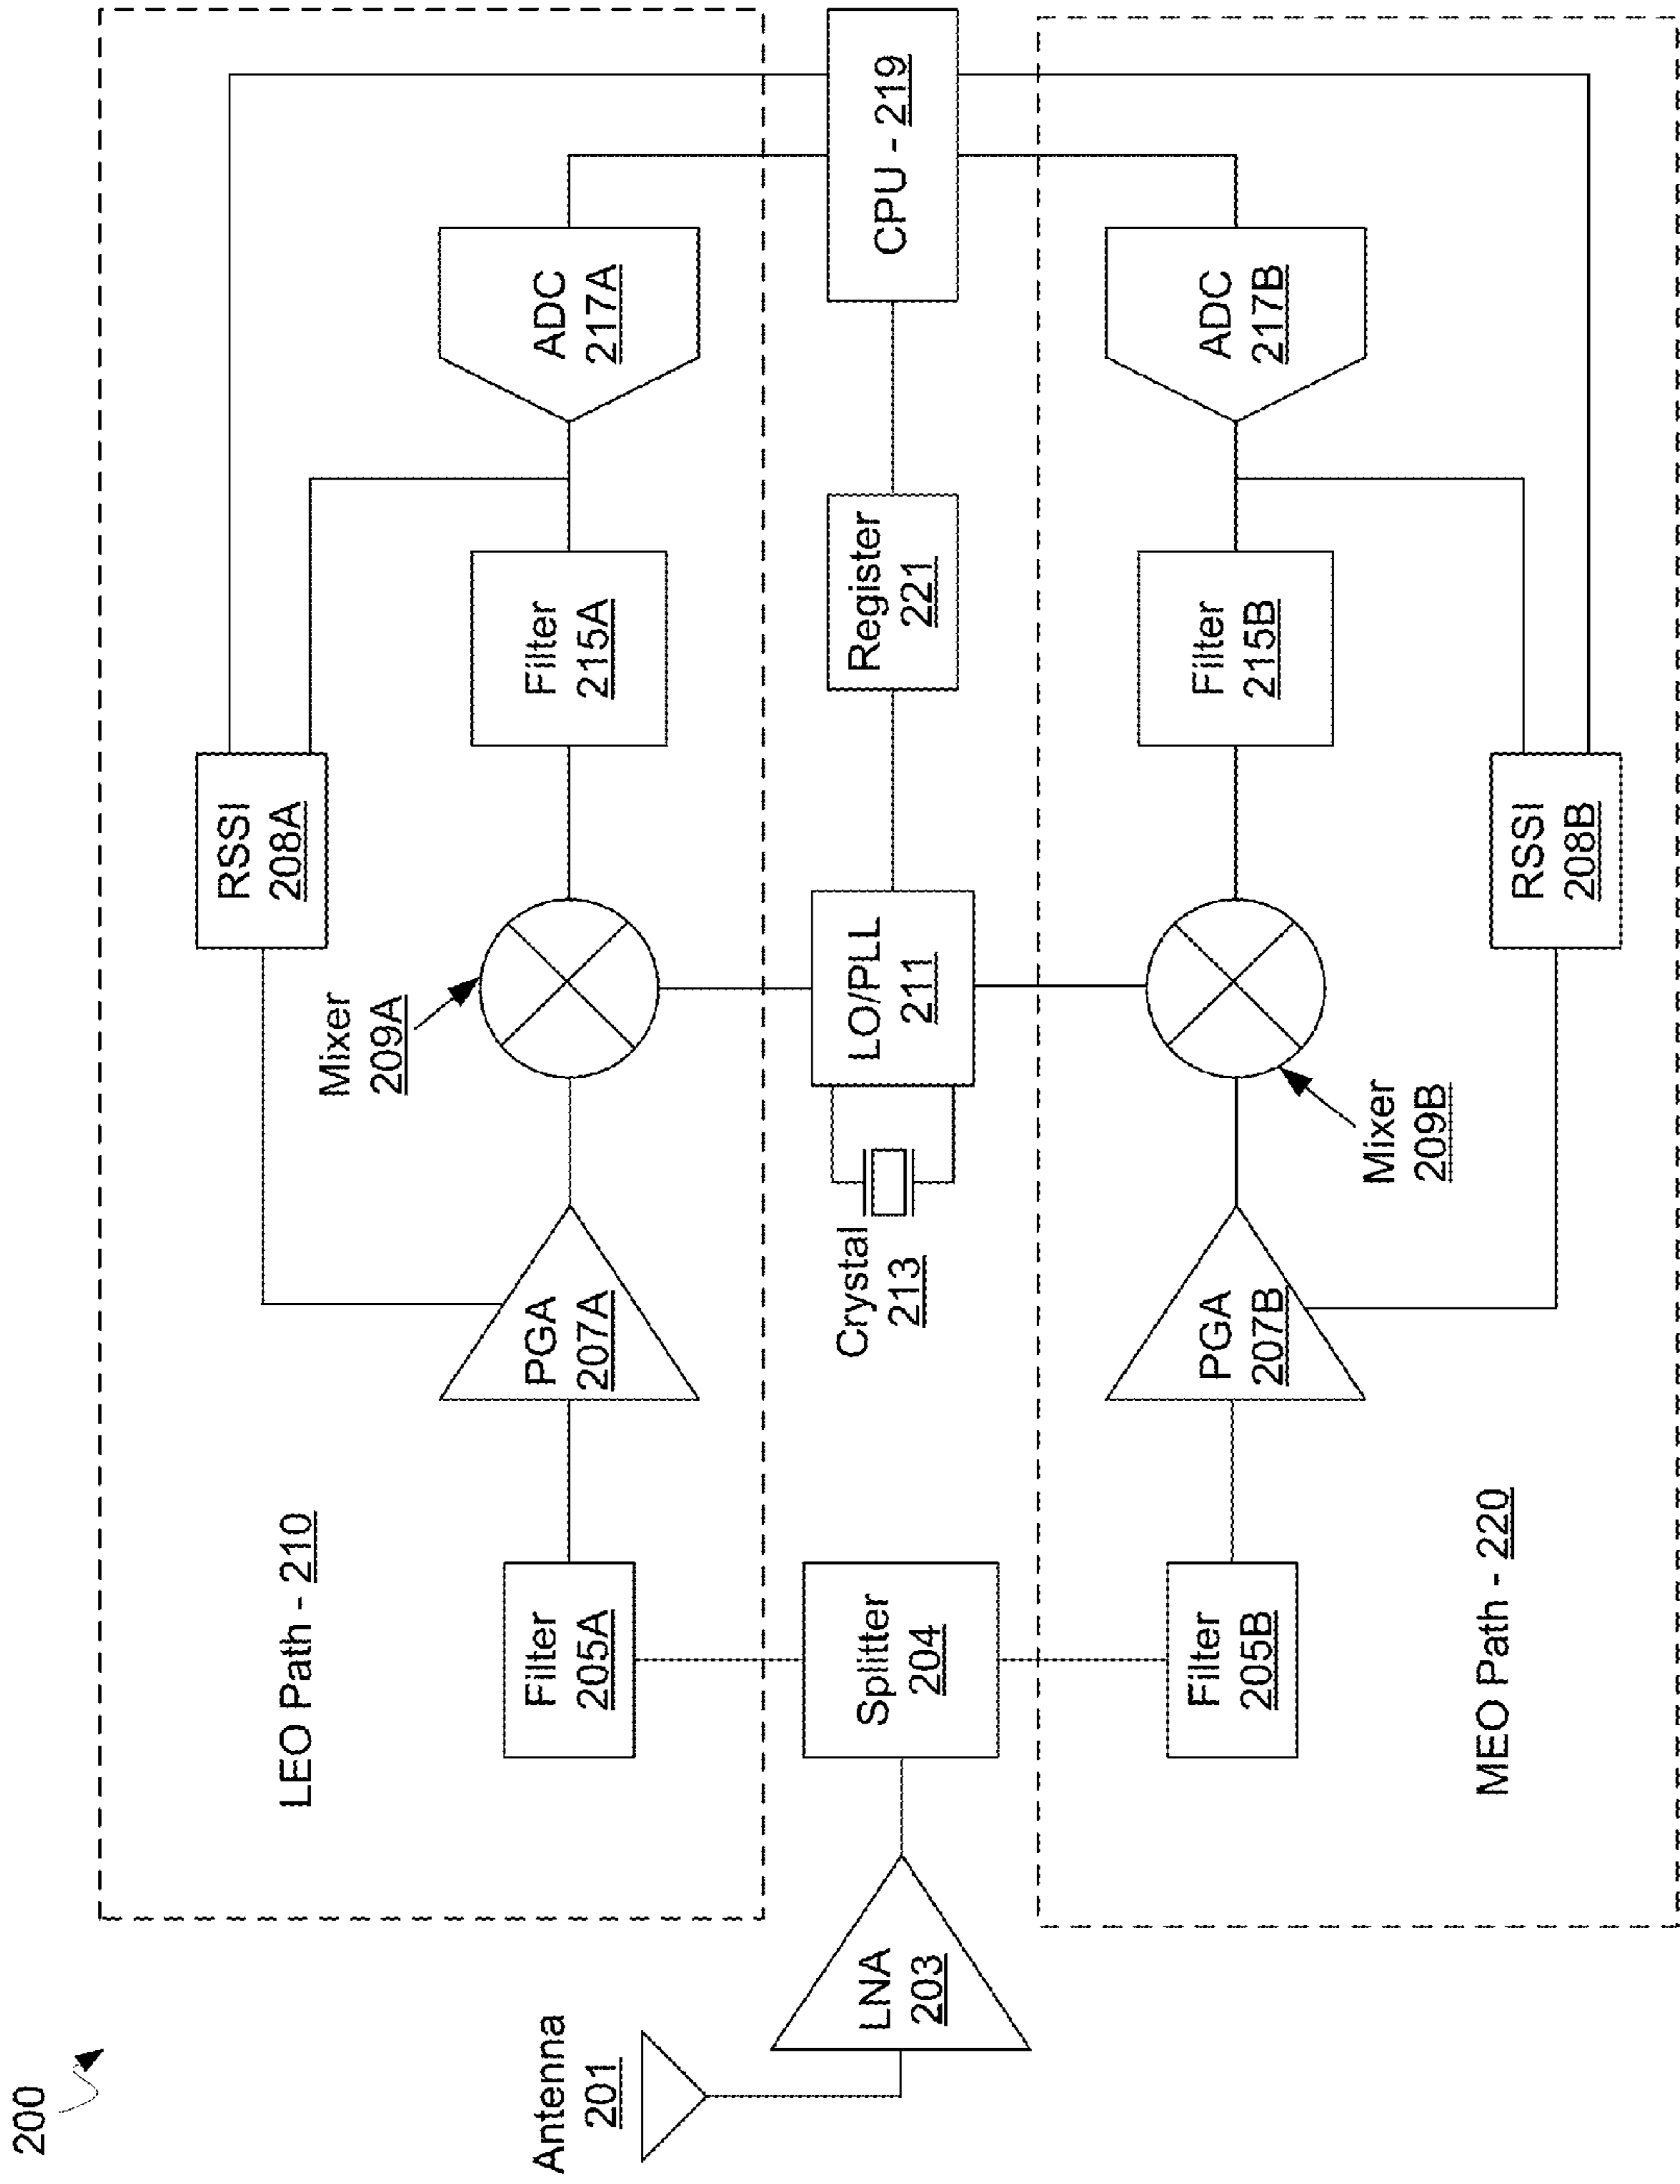 200
LEO Path - 210
RSSI
208A
Mixer
209A
Filter
205A
PGA
207A
Filter
215A
ADC
217A
Antenna
201
LNA
203
Splitter
204
Crystal
213
LO/PLL
211
Register
221
CPU - 219
Filter
205B
PGA
207B
Mixer
209B
Filter
215B
ADC
217B
RSSI
208B
MEO Path - 220